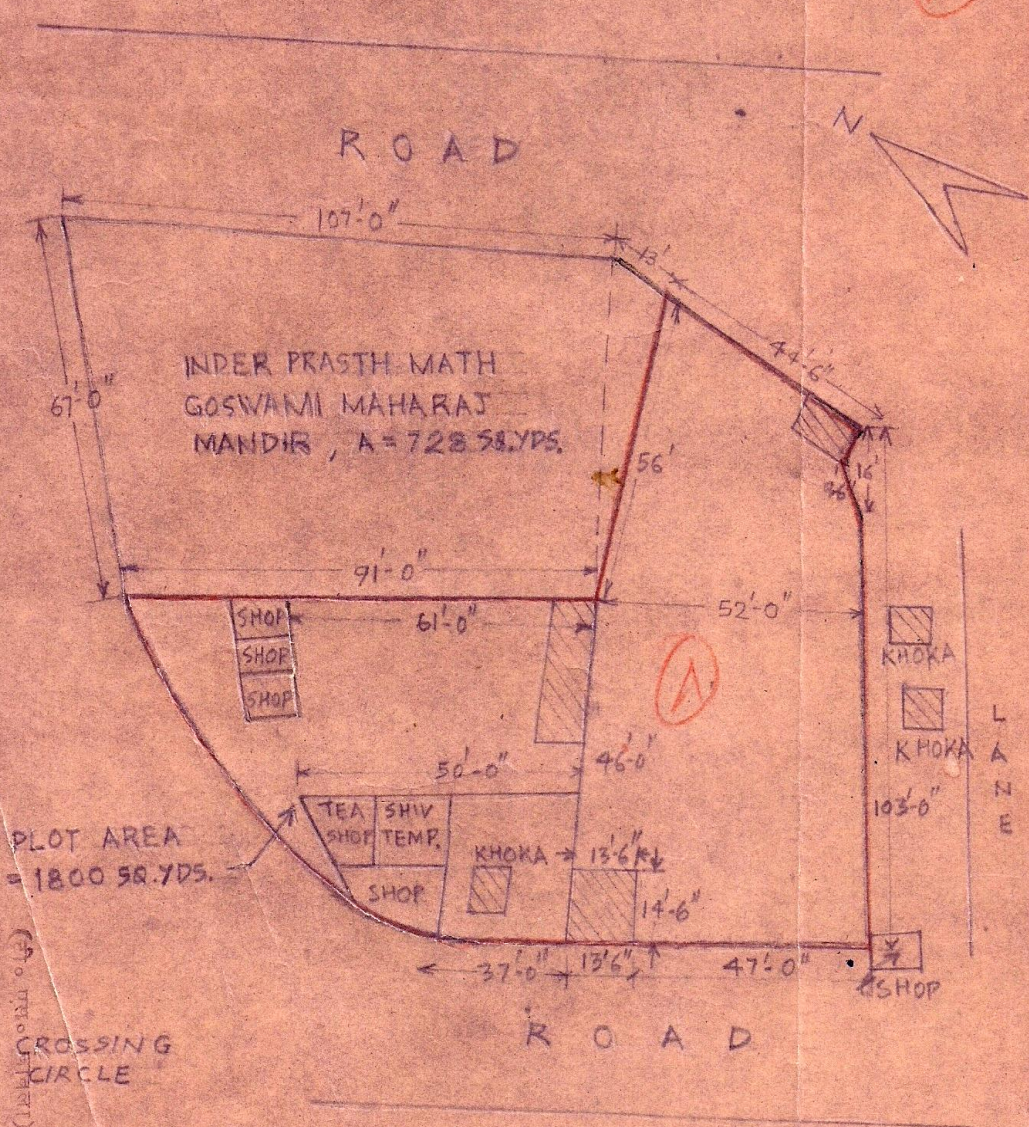 ROAD
N
107'-0"
13'
44'-6"
67'-0"
INDER PRASTH MATH
GOSWAMI MAHARAJ
MANDIR, A = 728 SQ.YDS.
56'
16'
91'-0"
61'-0"
52'-0"
SHOP
SHOP
SHOP
KHOKA
KHOKA
LANE
46'-0"
50'-0"
103'-0"
TEA
SHOP
SHIV
TEMP.
SHOP
KHOKA
13'6"
14'-6"
PLOT AREA
= 1800 SQ.YDS.
37'-0"
13'6"
47'-0"
SHOP
ROAD
CROSSING
CIRCLE